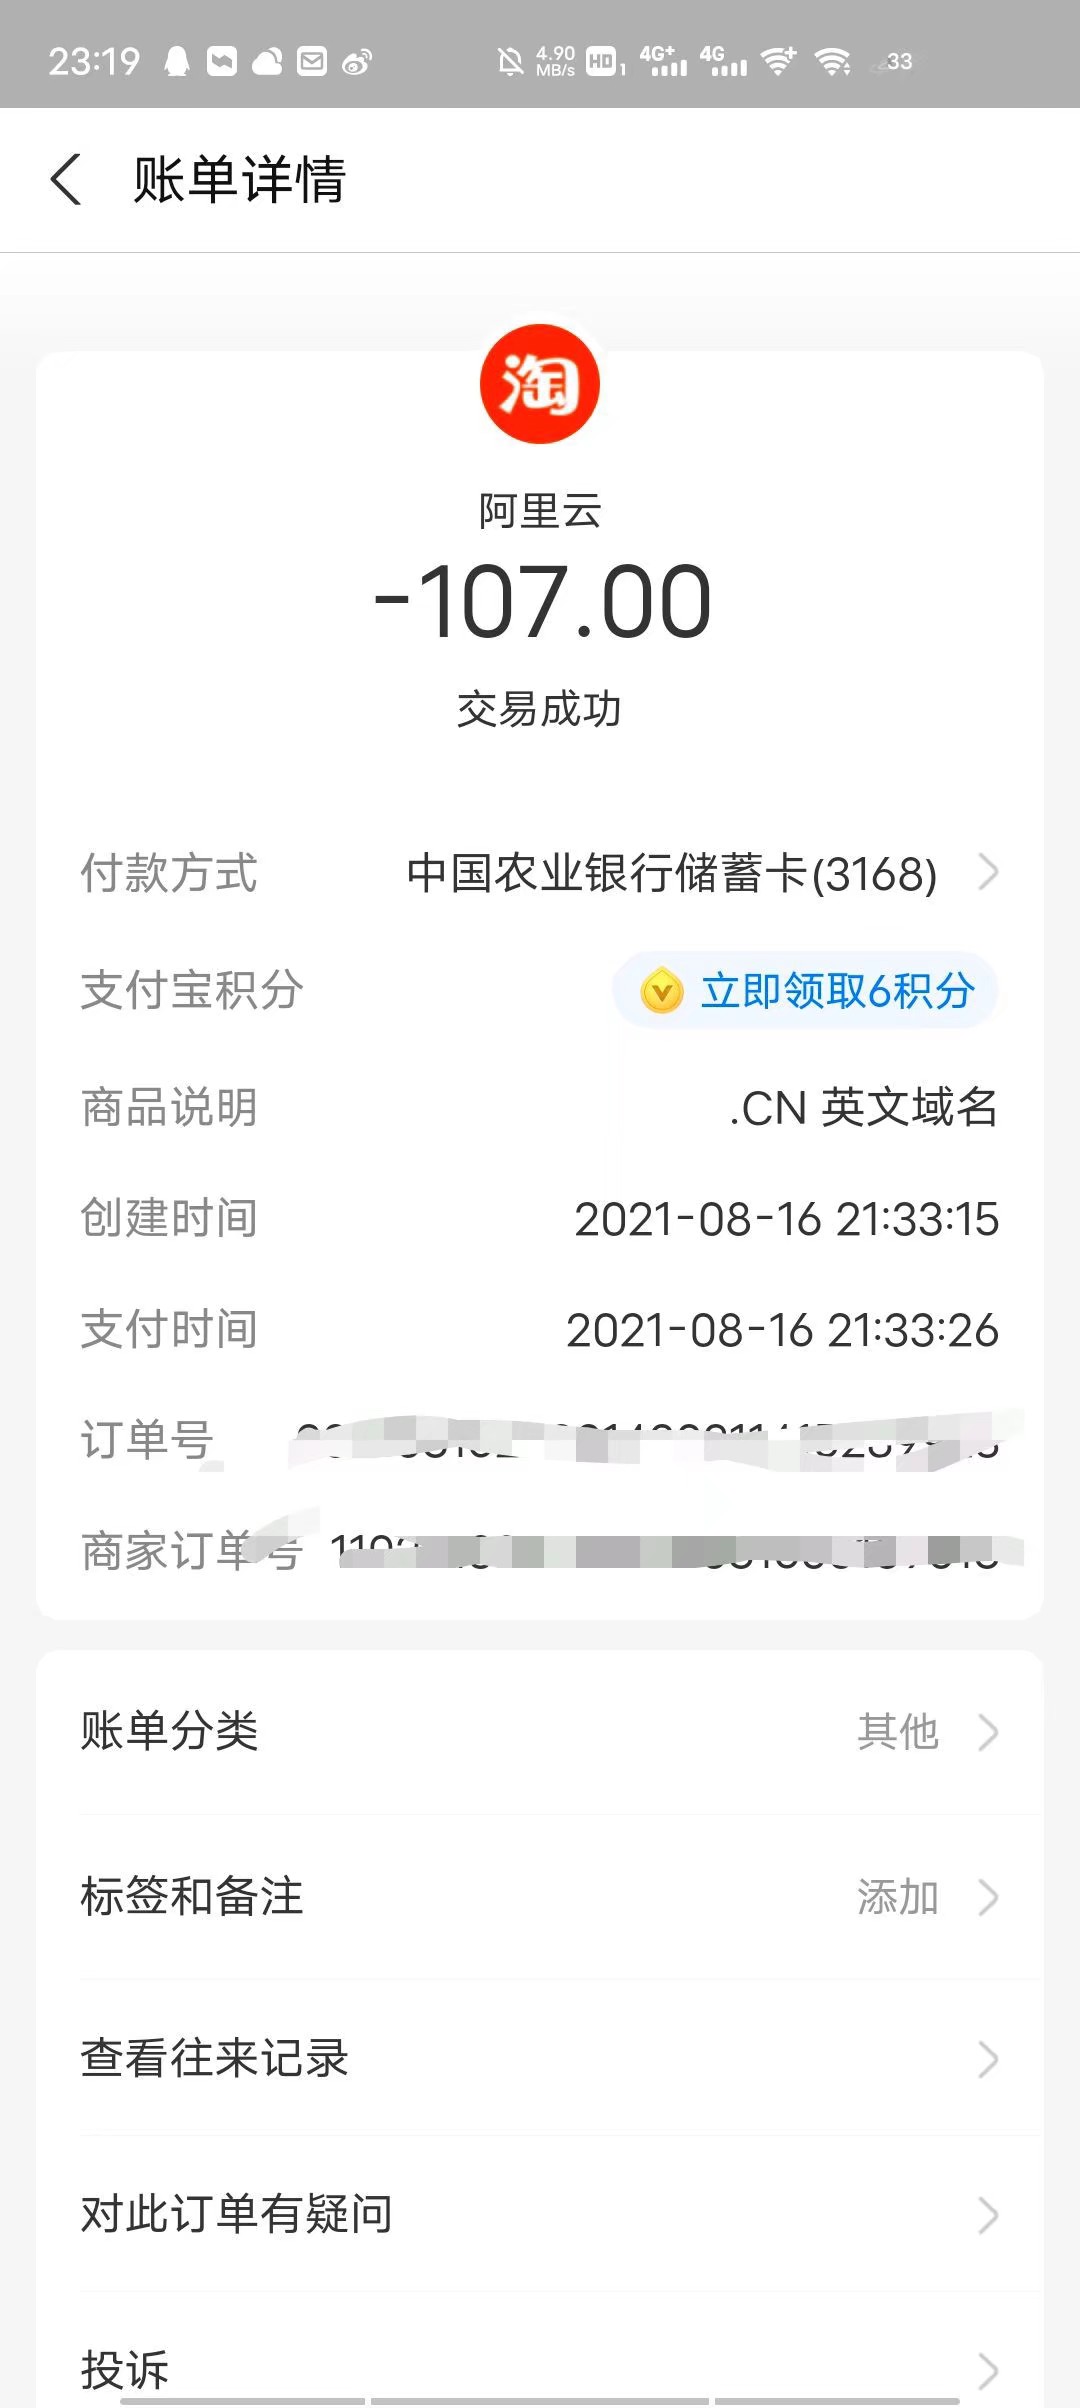 23:19 4.90 MB/s HD 1 4G+ 4G 33
账单详情
淘
阿里云
-107.00
交易成功
付款方式 中国农业银行储蓄卡(3168)
支付宝积分 立即领取6积分
商品说明 .CN 英文域名
创建时间 2021-08-16 21:33:15
支付时间 2021-08-16 21:33:26
订单号
商家订单号
账单分类 其他
标签和备注 添加
查看往来记录
对此订单有疑问
投诉